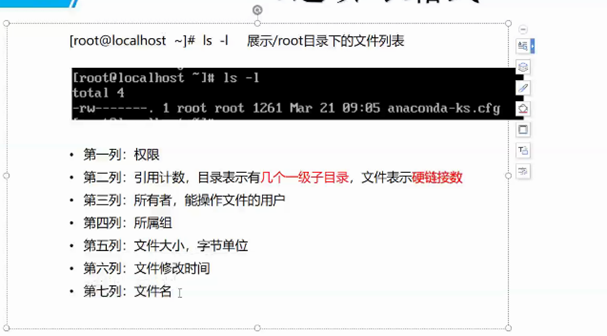 [root@localhost ~]# ls -l 展示/root目录下的文件列表
[root@localhost ~]# ls -l
total 4
-rw-------. 1 root root 1261 Mar 21 09:05 anaconda-ks.cfg
• 第一列：权限
• 第二列：引用计数，目录表示有几个一级子目录，文件表示硬链接数
• 第三列：所有者，能操作文件的用户
• 第四列：所属组
• 第五列：文件大小，字节单位
• 第六列：文件修改时间
• 第七列：文件名